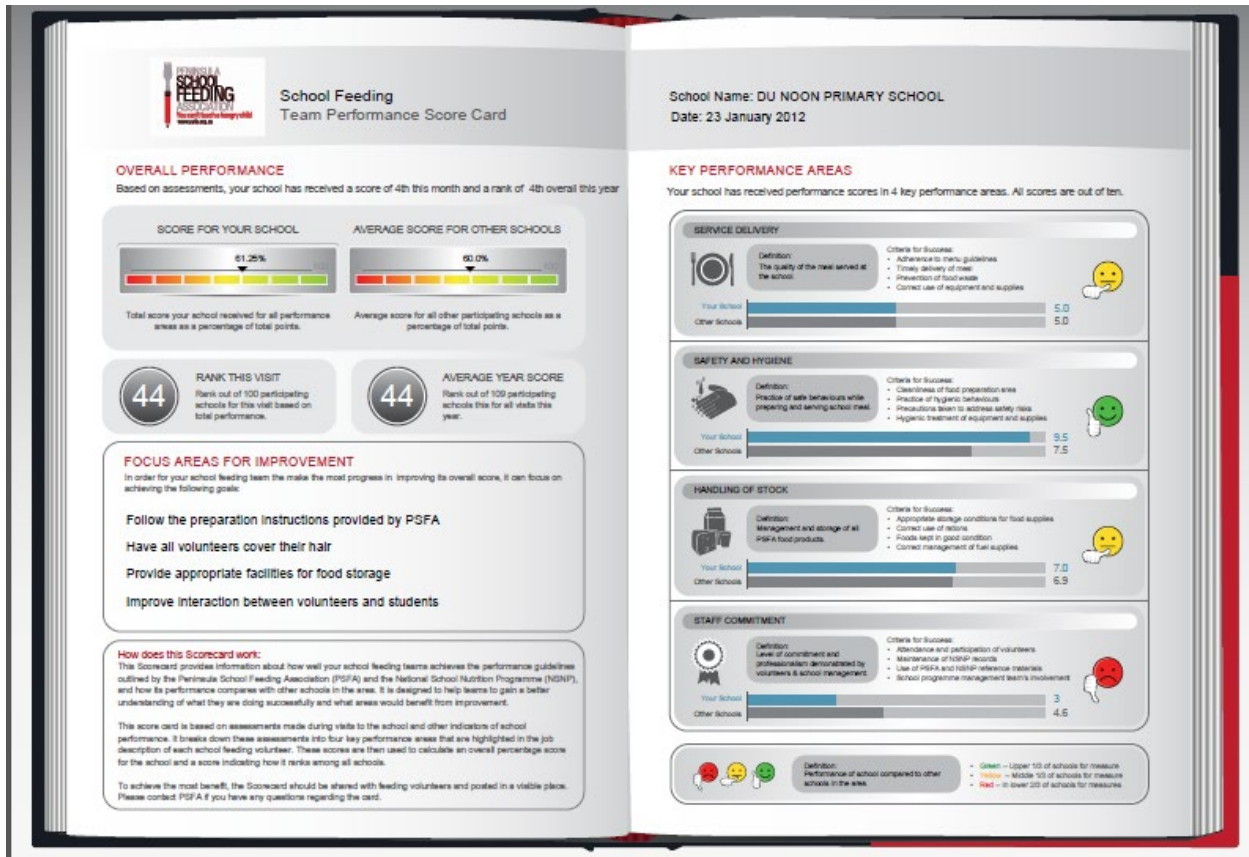 PENINSULA
SCHOOL
FEEDING
ASSOCIATION
You can't teach a hungry child
School Feeding
Team Performance Score Card
OVERALL PERFORMANCE
Based on assessments, your school has received a score of 4th this month and a rank of 4th overall this year
SCORE FOR YOUR SCHOOL
61.25%
100
Total score your school received for all performance
areas as a percentage of total points.
AVERAGE SCORE FOR OTHER SCHOOLS
60.0%
100
Average score for all other participating schools as a
percentage of total points.
44
RANK THIS VISIT
Rank out of 100 participating
schools for this visit based on
total performance.
44
AVERAGE YEAR SCORE
Rank out of 109 participating
schools this for all visits this
year.
FOCUS AREAS FOR IMPROVEMENT
In order for your school feeding team the make the most progress in improving its overall score, it can focus on
achieving the following goals:
Follow the preparation instructions provided by PSFA
Have all volunteers cover their hair
Provide appropriate facilities for food storage
Improve interaction between volunteers and students
How does this Scorecard work:
This Scorecard provides information about how well your school feeding teams achieves the performance guidelines
outlined by the Peninsula School Feeding Association (PSFA) and the National School Nutrition Programme (NSNP),
and how its performance compares with other schools in the area. It is designed to help teams to gain a better
understanding of what they are doing successfully and what areas would benefit from improvement.
This score card is based on assessments made during visits to the school and other indicators of school
performance. It breaks down these assessments into four key performance areas that are highlighted in the job
description of each school feeding volunteer. These scores are then used to calculate an overall percentage score
for the school and a score indicating how it ranks among all schools.
To achieve the most benefit, the Scorecard should be shared with feeding volunteers and posted in a visible place.
Please contact PSFA if you have any questions regarding the card.
School Name: DU NOON PRIMARY SCHOOL
Date: 23 January 2012
KEY PERFORMANCE AREAS
Your school has received performance scores in 4 key performance areas. All scores are out of ten.
SERVICE DELIVERY
Definition:
The quality of the meal served at
the school.
Criteria for Success:
• Adherence to menu guidelines
• Timely delivery of meal
• Prevention of food waste
• Correct use of equipment and supplies
Your School 5.0
Other Schools 5.0
SAFETY AND HYGIENE
Definition:
Practice of safe behaviours while
preparing and serving school meal.
Criteria for Success:
• Cleanliness of food preparation area
• Practice of hygienic behaviours
• Precautions taken to address safety risks
• Hygienic treatment of equipment and supplies
Your School 9.5
Other Schools 7.5
HANDLING OF STOCK
Definition:
Management and storage of all
PSFA food products.
Criteria for Success:
• Appropriate storage conditions for food supplies
• Correct use of rations
• Foods kept in good condition
• Correct management of fuel supplies
Your School 7.0
Other Schools 6.9
STAFF COMMITMENT
Definition:
Level of commitment and
professionalism demonstrated by
volunteers & school management.
Criteria for Success:
• Attendance and participation of volunteers
• Maintenance of NSNP records
• Use of PSFA and NSNP reference materials
• School programme management team's involvement
Your School 3
Other Schools 4.6
Definition:
Performance of school compared to other
schools in the area.
• Green – Upper 1/3 of schools for measure
• Yellow – Middle 1/3 of schools for measure
• Red – In lower 2/3 of schools for measures